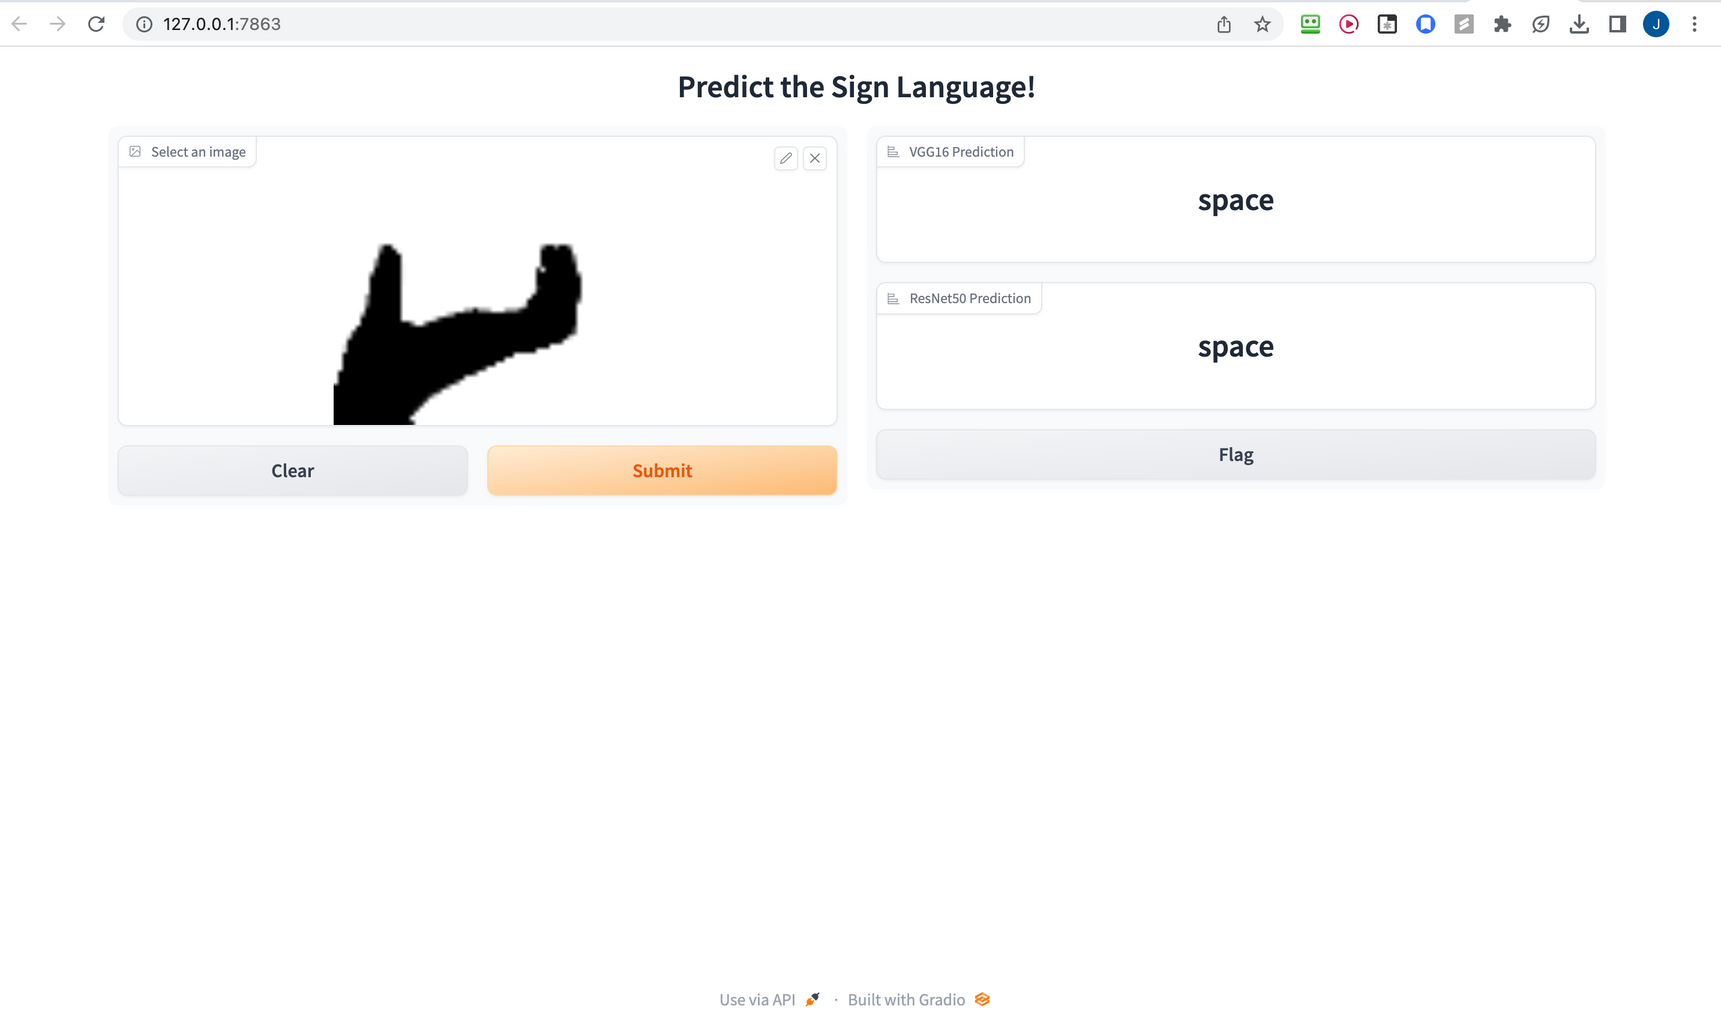 127.0.0.1:7863
J
Predict the Sign Language!
Select an image
Clear
Submit
VGG16 Prediction
space
ResNet50 Prediction
space
Flag
Use via API · Built with Gradio